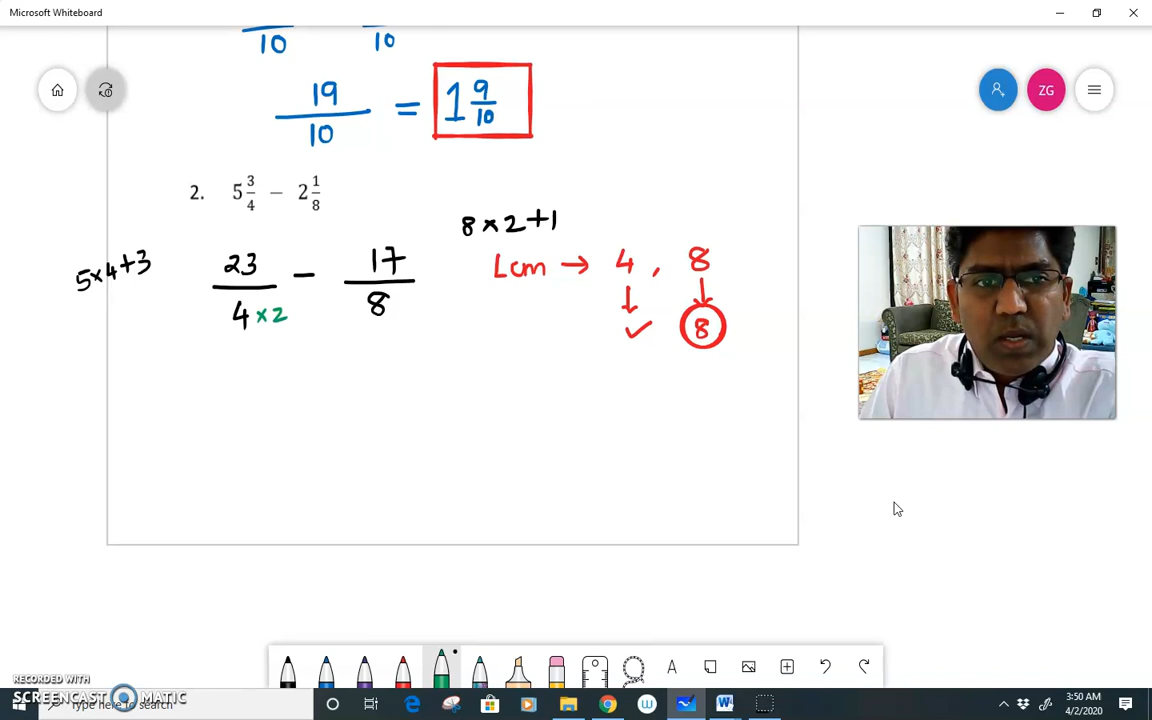 Microsoft Whiteboard
10 10
19/10 = 1 9/10
ZG
2. 5 3/4 − 2 1/8
8×2+1
5×4+3
23/4 ×2 − 17/8
Lcm → 4 , 8
↓ ↓
✓ 8
A
RECORDED WITH
SCREENCAST MATIC
Type here to search
3:50 AM
4/2/2020